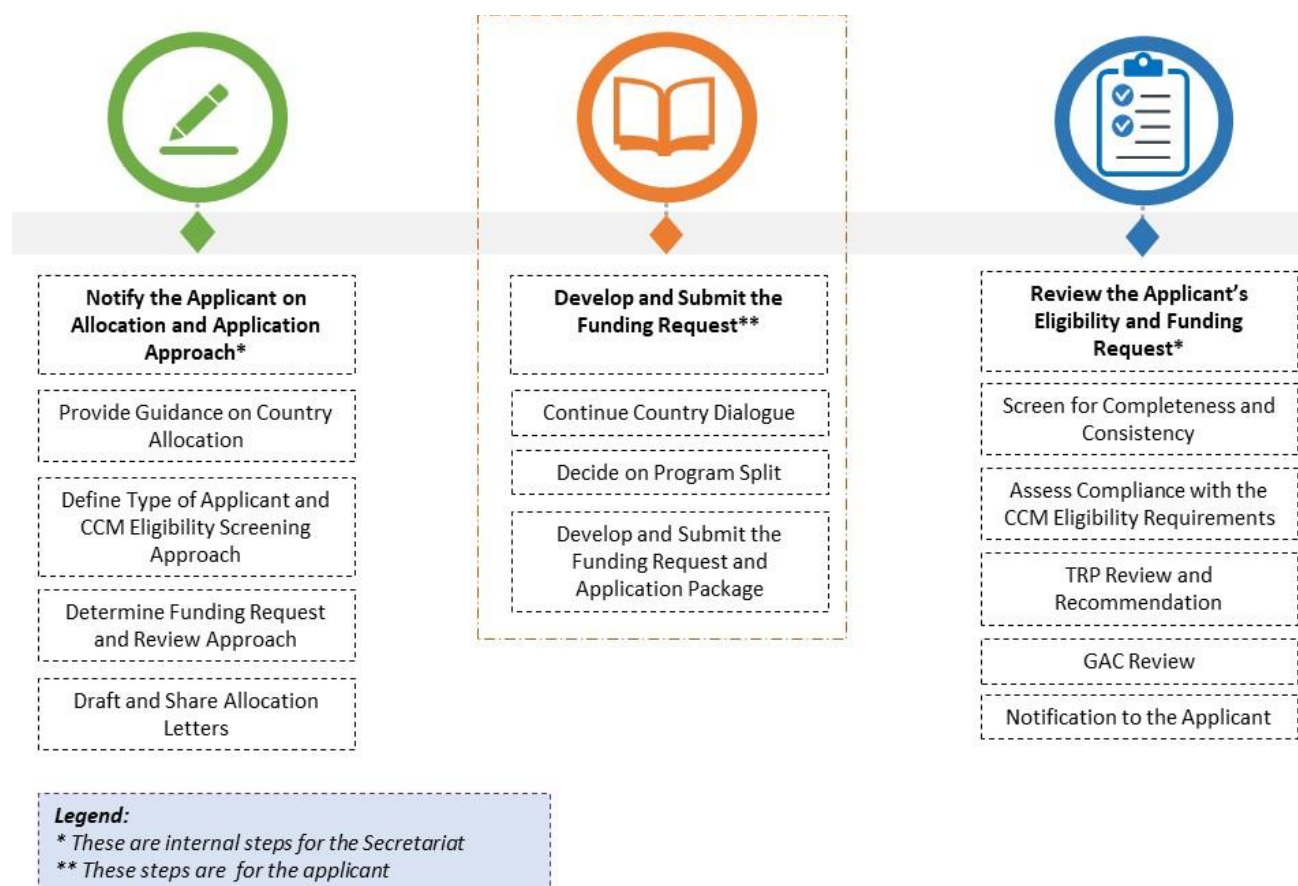 Notify the Applicant on
Allocation and Application
Approach*
Provide Guidance on Country
Allocation
Define Type of Applicant and
CCM Eligibility Screening
Approach
Determine Funding Request
and Review Approach
Draft and Share Allocation
Letters
Develop and Submit the
Funding Request**
Continue Country Dialogue
Decide on Program Split
Develop and Submit the
Funding Request and
Application Package
Review the Applicant’s
Eligibility and Funding
Request*
Screen for Completeness and
Consistency
Assess Compliance with the
CCM Eligibility Requirements
TRP Review and
Recommendation
GAC Review
Notification to the Applicant
Legend:
* These are internal steps for the Secretariat
** These steps are for the applicant